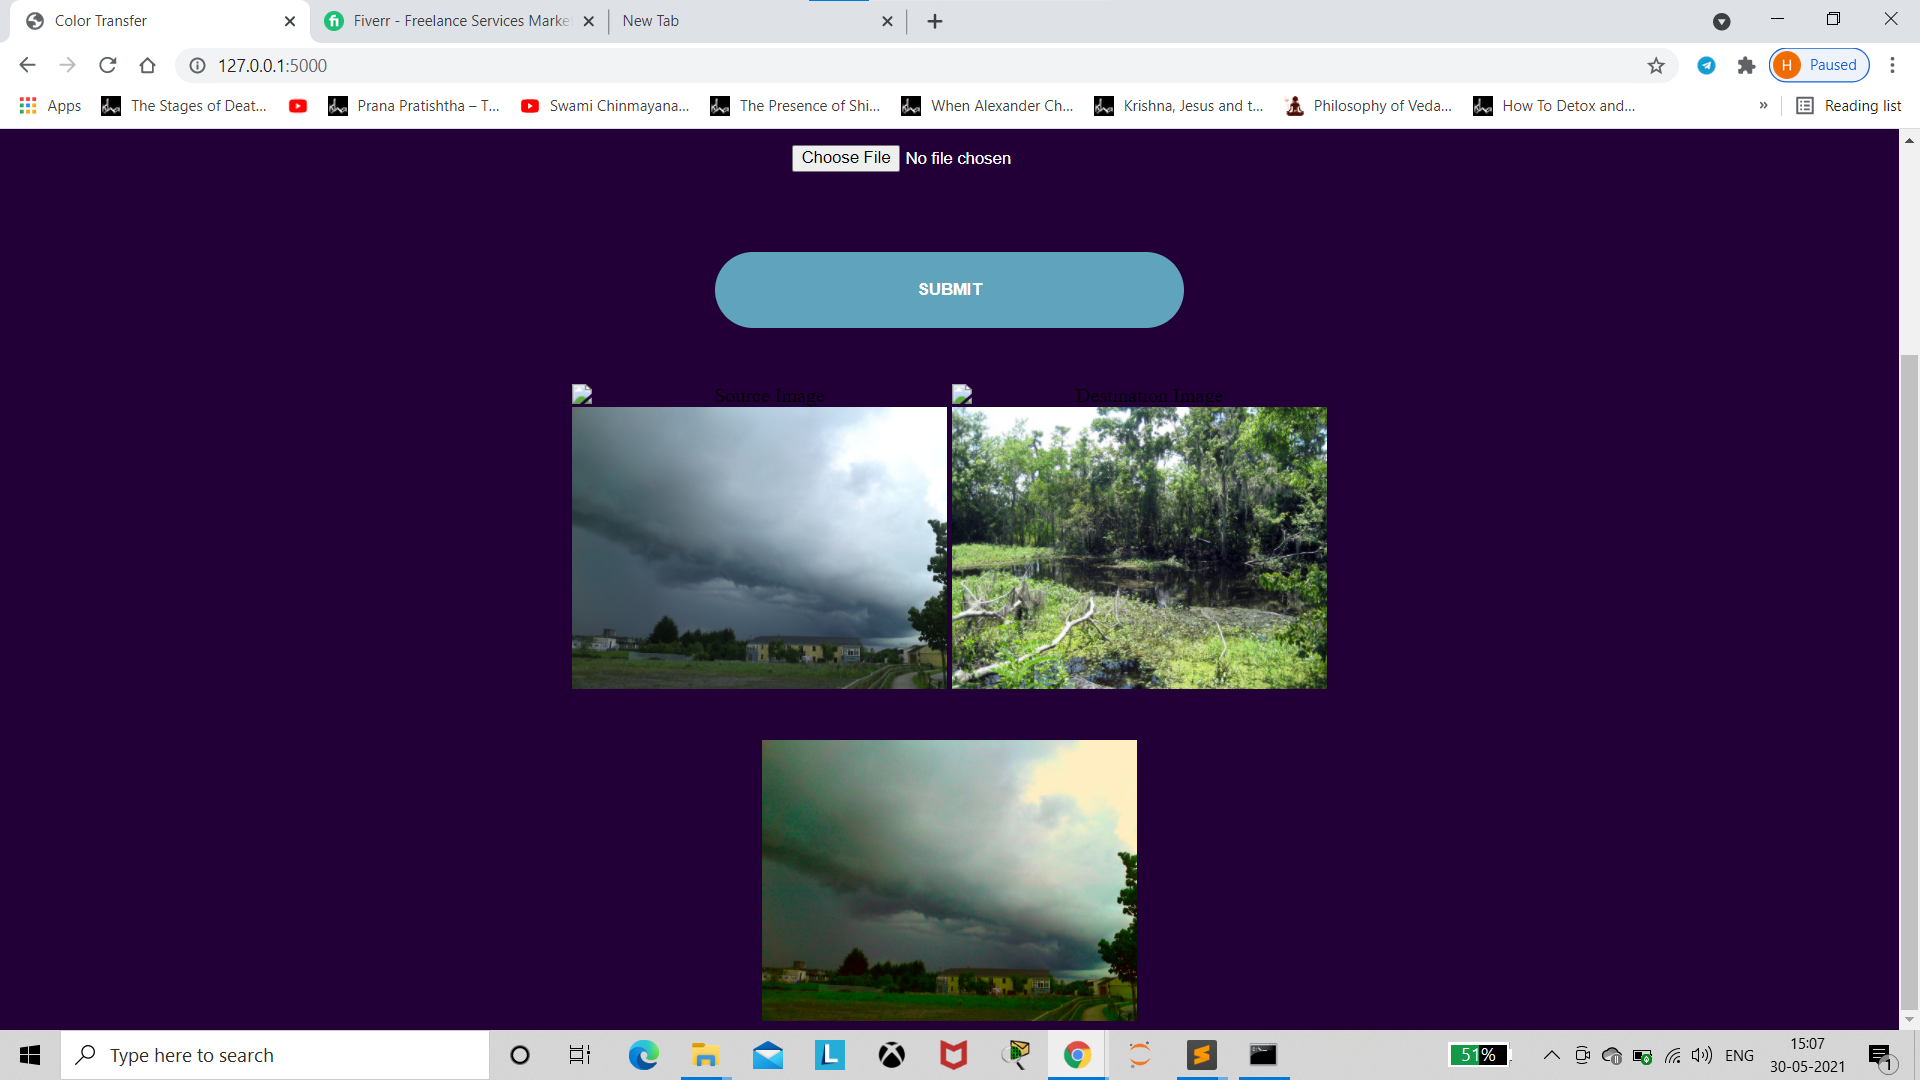 Color Transfer
Fiverr - Freelance Services Marke
New Tab
127.0.0.1:5000
H Paused
Apps
The Stages of Deat...
Prana Pratishtha – T...
Swami Chinmayana...
The Presence of Shi...
When Alexander Ch...
Krishna, Jesus and t...
Philosophy of Veda...
How To Detox and...
»
Reading list
Choose File No file chosen
SUBMIT
Source Image
Destination Image
Type here to search
51%
ENG
15:07
30-05-2021
1